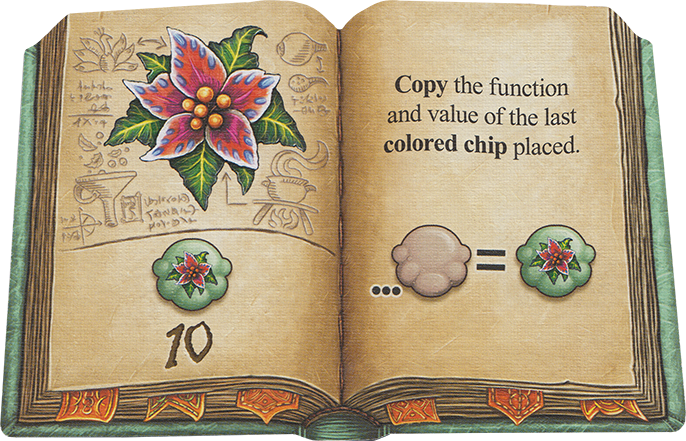 10
Copy the function
and value of the last
colored chip placed.
=